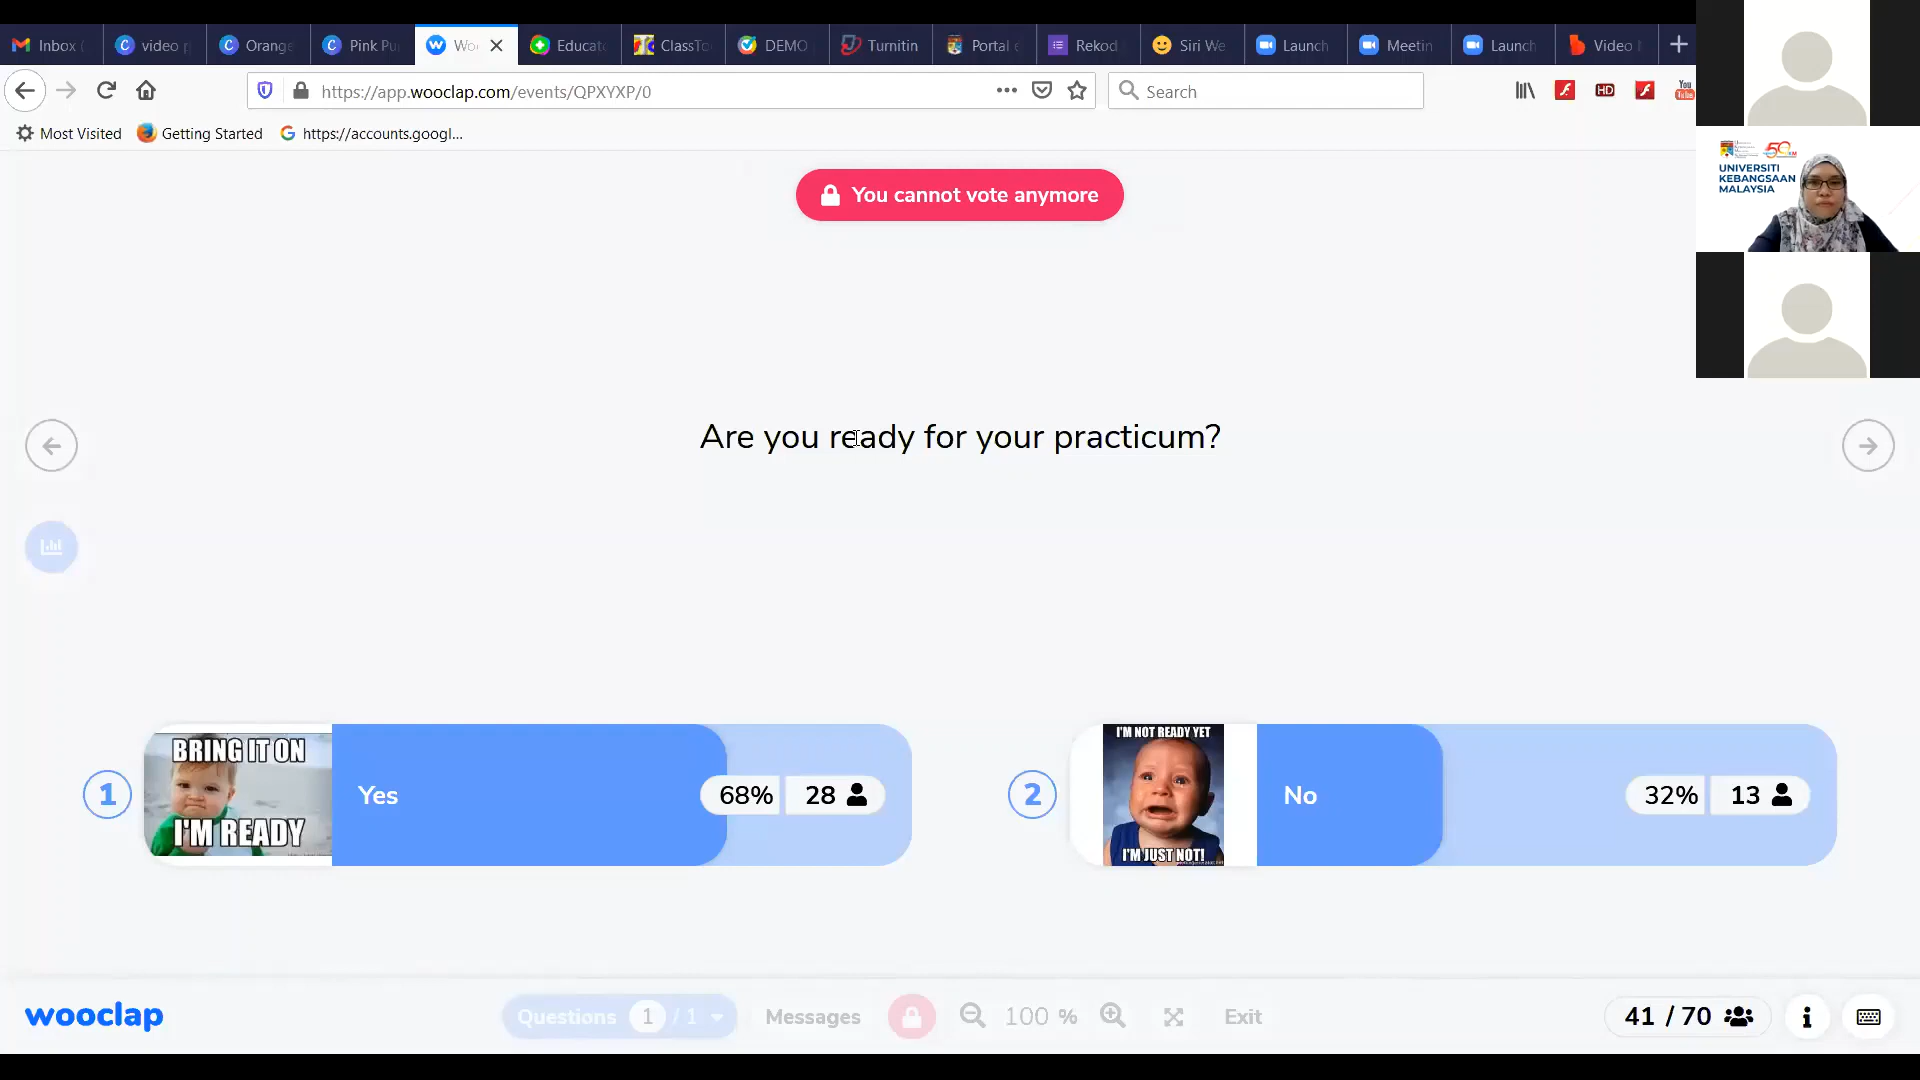 Inbox
video p
Orange
Pink Pu
Woo
Educat
ClassTo
DEMO
Turnitin
Portal e
Rekod
Siri We
Launch
Meetin
Launch
Video
https://app.wooclap.com/events/QPXYXP/0
Search
HD
You
Most Visited
Getting Started
https://accounts.googl...
UNIVERSITI
KEBANGSAAN
MALAYSIA
You cannot vote anymore
Are you ready for your practicum?
1
BRING IT ON
I'M READY
Yes
68%
28
2
I'M NOT READY YET
I'M JUST NOT!
No
32%
13
wooclap
Questions 1 / 1
Messages
100 %
Exit
41 / 70